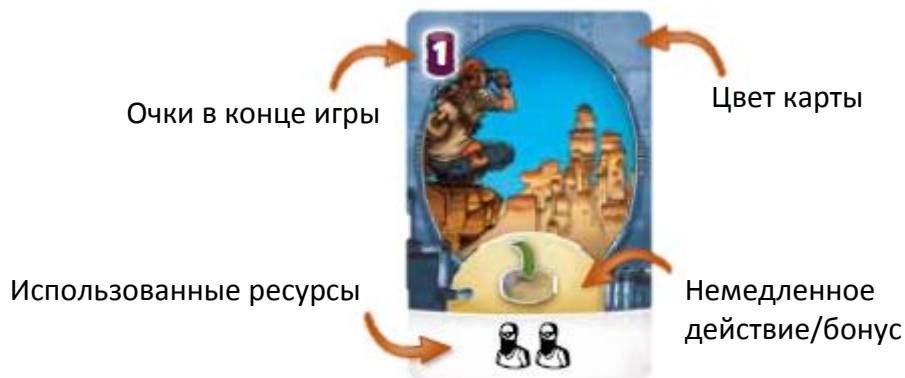 1
Очки в конце игры
Цвет карты
Использованные ресурсы
Немедленное
действие/бонус